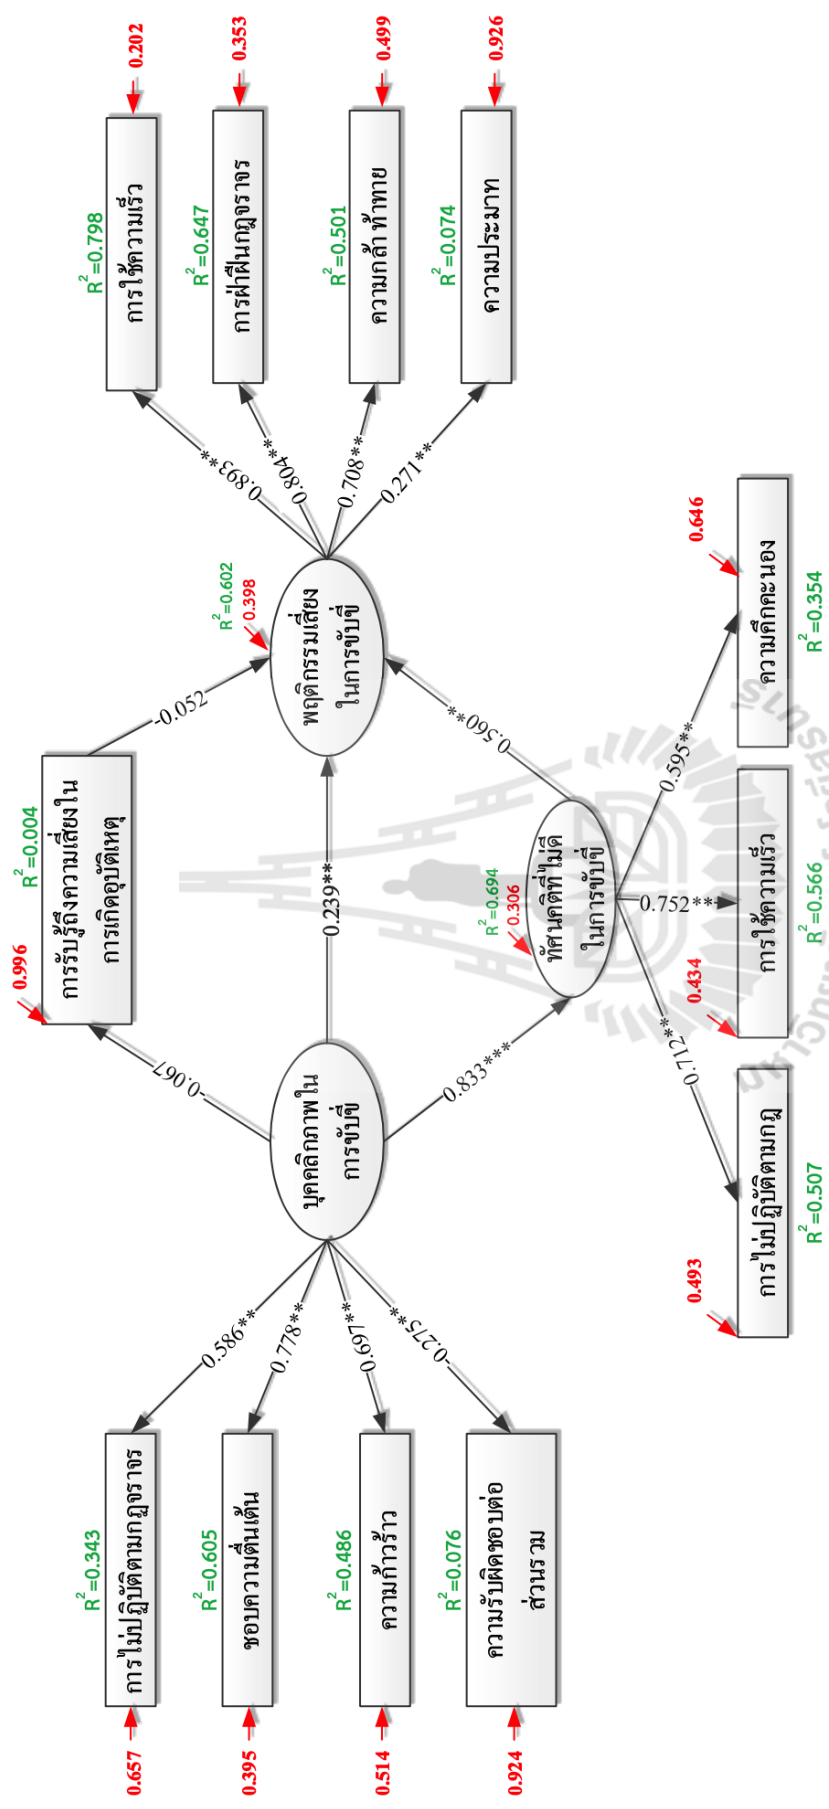 R²=0.343
การไม่ปฏิบัติตามกฎจราจร
0.657
R²=0.605
ชอบความตื่นเต้น
0.395
R²=0.486
ความก้าวร้าว
0.514
R²=0.076
ความรับผิดชอบต่อ
ส่วนรวม
0.924
0.586**
0.778**
0.697**
-0.275**
บุคคลิกภาพใน
การขับขี่
-0.067
0.239**
0.833***
0.996
R²=0.004
การรับรู้ถึงความเสี่ยงใน
การเกิดอุบัติเหตุ
-0.052
R²=0.694
0.306
ทัศนคติที่ไม่ดี
ในการขับขี่
0.560**
R²=0.602
0.398
พฤติกรรมเสี่ยง
ในการขับขี่
0.893**
0.804**
0.708**
0.271**
R²=0.798
การใช้ความเร็ว
0.202
R²=0.647
การฝ่าฝืนกฎจราจร
0.353
R²=0.501
ความกล้า ท้าทาย
0.499
R²=0.074
ความประมาท
0.926
0.712**
0.752**
0.595**
0.493
การไม่ปฏิบัติตามกฎ
R²=0.507
0.434
การใช้ความเร็ว
R²=0.566
0.646
ความคึกคะนอง
R²=0.354